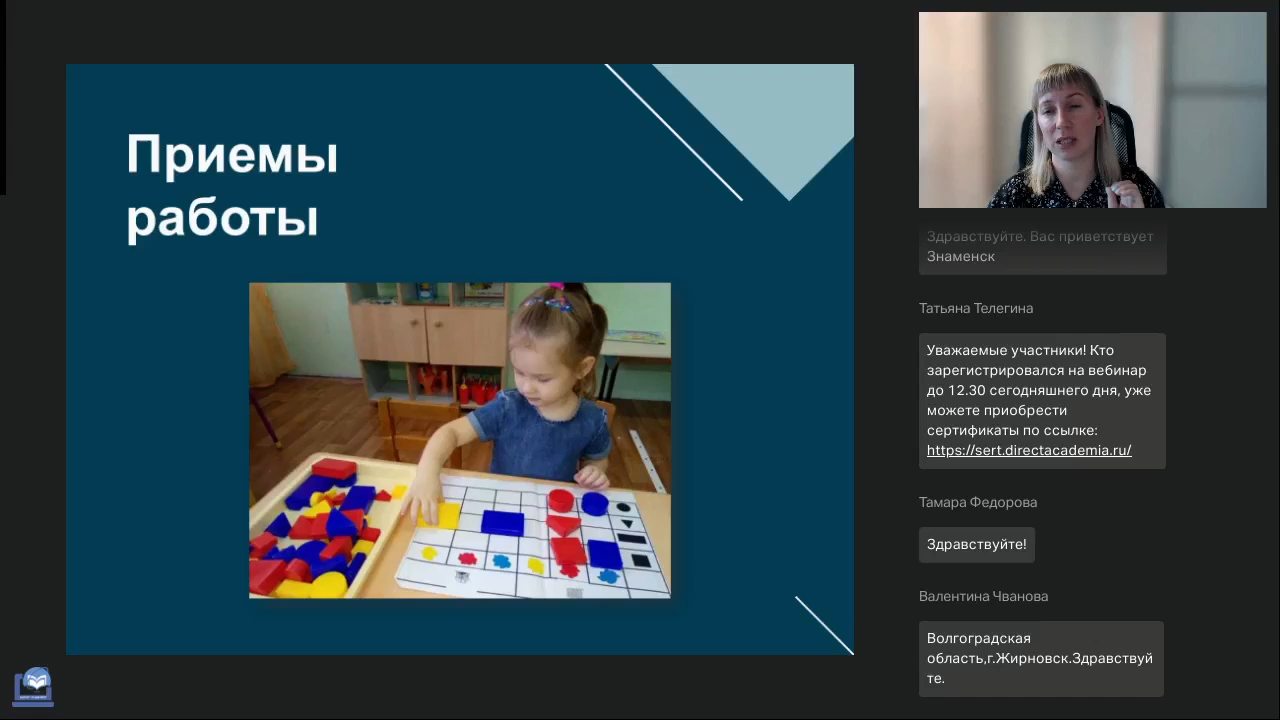 Приемы
работы
Здравствуйте. Вас приветствует
Знаменск
Татьяна Телегина
Уважаемые участники! Кто
зарегистрировался на вебинар
до 12.30 сегодняшнего дня, уже
можете приобрести
сертификаты по ссылке:
https://sert.directacademia.ru/
Тамара Федорова
Здравствуйте!
Валентина Чванова
Волгоградская
область,г.Жирновск.Здравствуй
те.